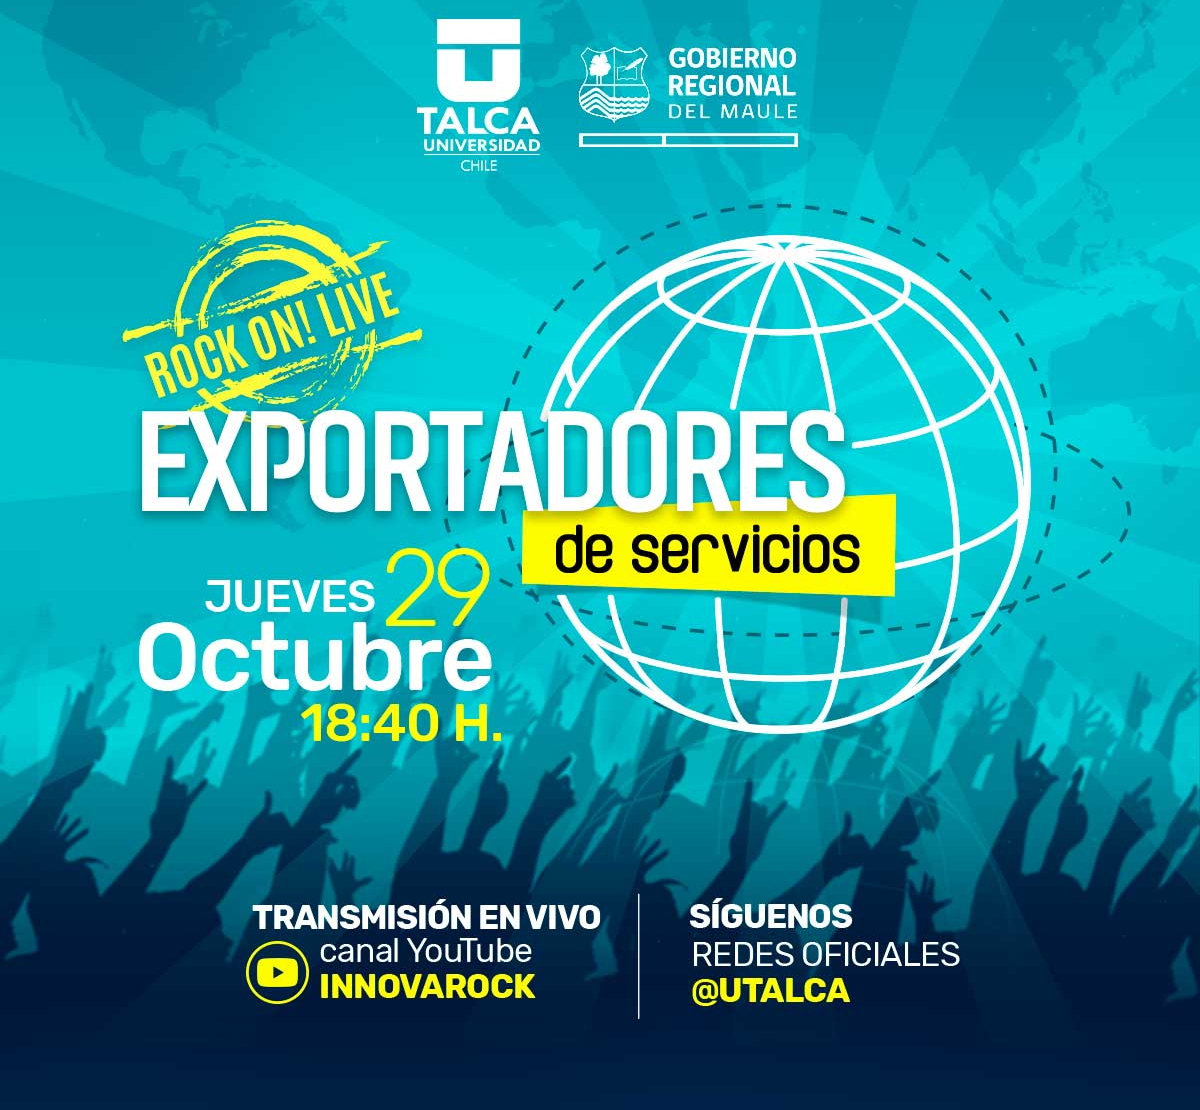 TALCA
UNIVERSIDAD
CHILE
GOBIERNO
REGIONAL
DEL MAULE
ROCK ON! LIVE
EXPORTADORES
de servicios
JUEVES 29
Octubre
18:40 H.
TRANSMISIÓN EN VIVO
canal YouTube
INNOVAROCK
SÍGUENOS
REDES OFICIALES
@UTALCA